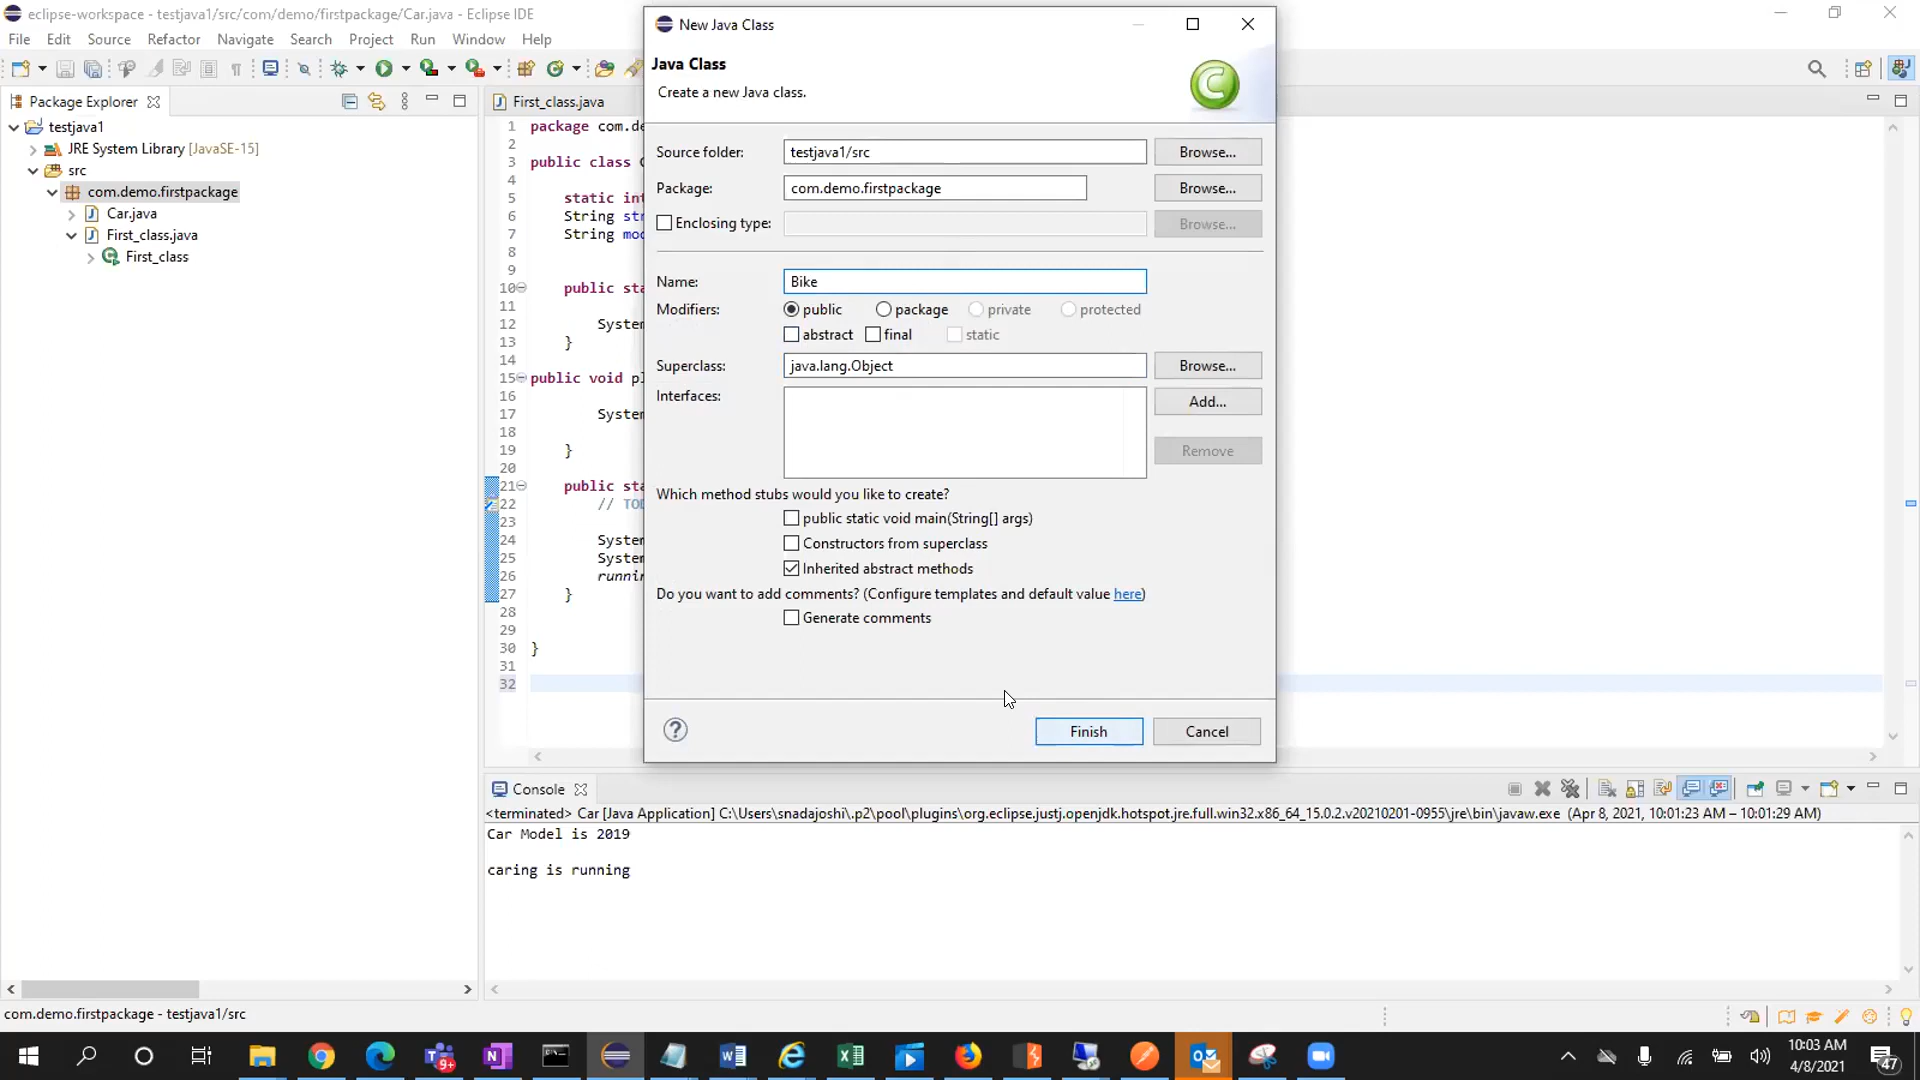 eclipse-workspace - testjava1/src/com/demo/firstpackage/Car.java - Eclipse IDE
File Edit Source Refactor Navigate Search Project Run Window Help
Package Explorer
testjava1
JRE System Library [JavaSE-15]
src
com.demo.firstpackage
Car.java
First_class.java
First_class
First_class.java
1 package com.de
2
3 public class C
4
5 static int
6 String str
7 String mod
8
9
10 public sta
11
12 System
13 }
14
15 public void pl
16
17 System
18
19 }
20
21 public sta
22 // TOD
23
24 System
25 System
26 runnin
27 }
28
29
30 }
31
32
New Java Class
Java Class
Create a new Java class.
C
Source folder: testjava1/src Browse...
Package: com.demo.firstpackage Browse...
Enclosing type: Browse...
Name: Bike
Modifiers: public package private protected
abstract final static
Superclass: java.lang.Object Browse...
Interfaces: Add...
Remove
Which method stubs would you like to create?
public static void main(String[] args)
Constructors from superclass
Inherited abstract methods
Do you want to add comments? (Configure templates and default value here)
Generate comments
? Finish Cancel
Console
<terminated> Car [Java Application] C:\Users\snadajoshi\.p2\pool\plugins\org.eclipse.justj.openjdk.hotspot.jre.full.win32.x86_64_15.0.2.v20210201-0955\jre\bin\javaw.exe (Apr 8, 2021, 10:01:23 AM – 10:01:29 AM)
Car Model is 2019
caring is running
com.demo.firstpackage - testjava1/src
10:03 AM
4/8/2021
47